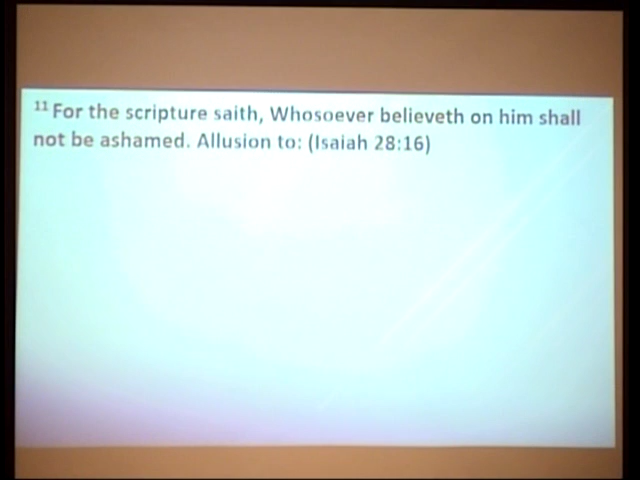 11 For the scripture saith, Whosoever believeth on him shall
not be ashamed. Allusion to: (Isaiah 28:16)